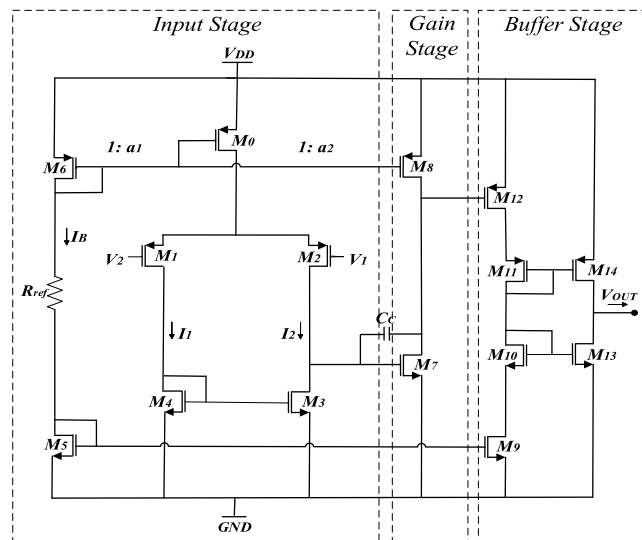 Input Stage
Gain Stage
Buffer Stage
VDD
1: a1
M0
1: a2
M6
M8
M12
IB
M1
M2
V2
V1
M11
M14
VOUT
Rref
CC
I1
I2
M7
M10
M13
M4
M3
M5
M9
GND